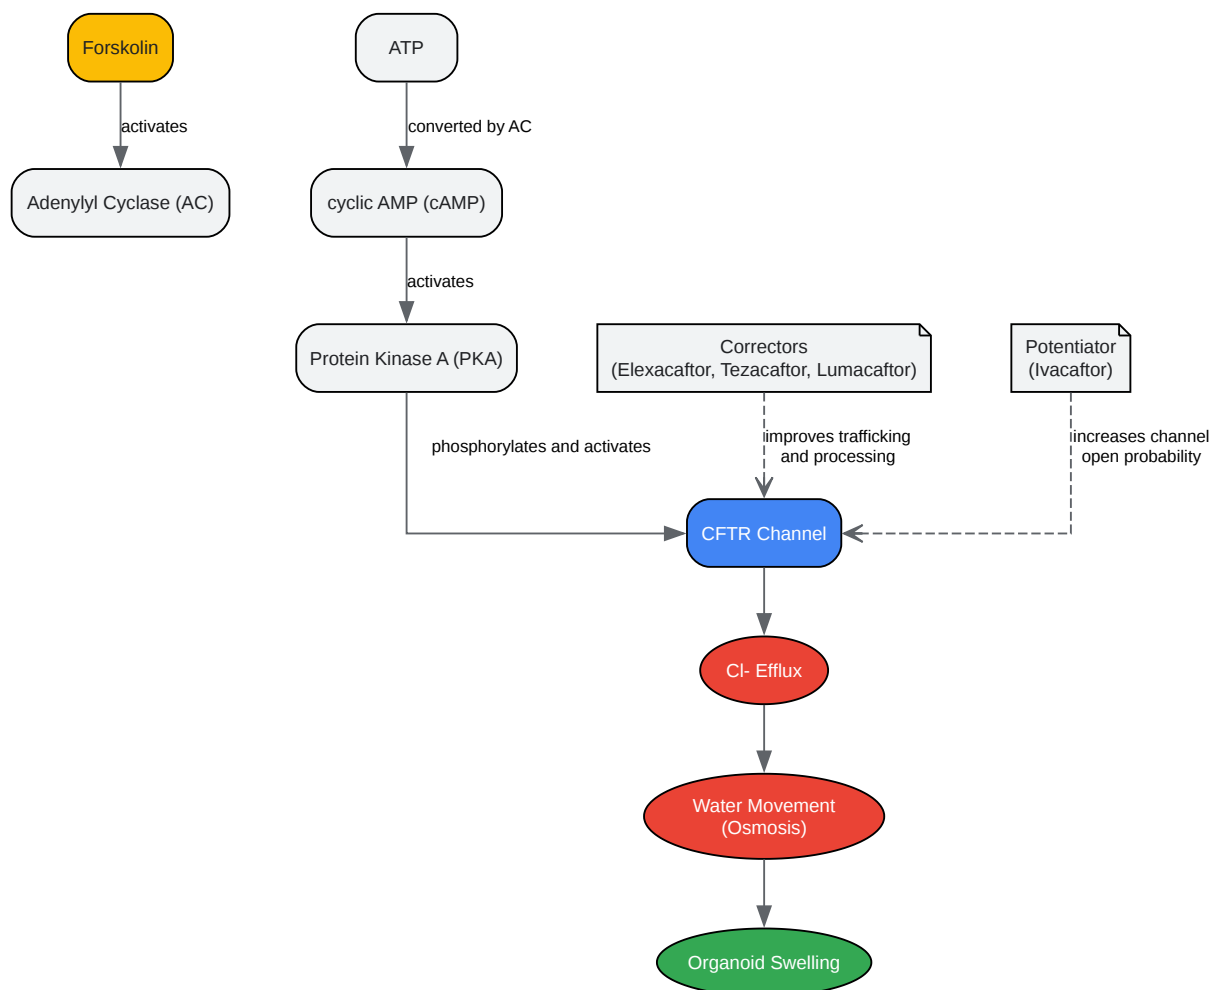 Forskolin
ATP
activates
converted by AC
Adenylyl Cyclase (AC)
cyclic AMP (cAMP)
activates
Protein Kinase A (PKA)
Correctors
(Elexacaftor, Tezacaftor, Lumacaftor)
Potentiator
(Ivacaftor)
phosphorylates and activates
improves trafficking
and processing
increases channel
open probability
CFTR Channel
Cl- Efflux
Water Movement
(Osmosis)
Organoid Swelling